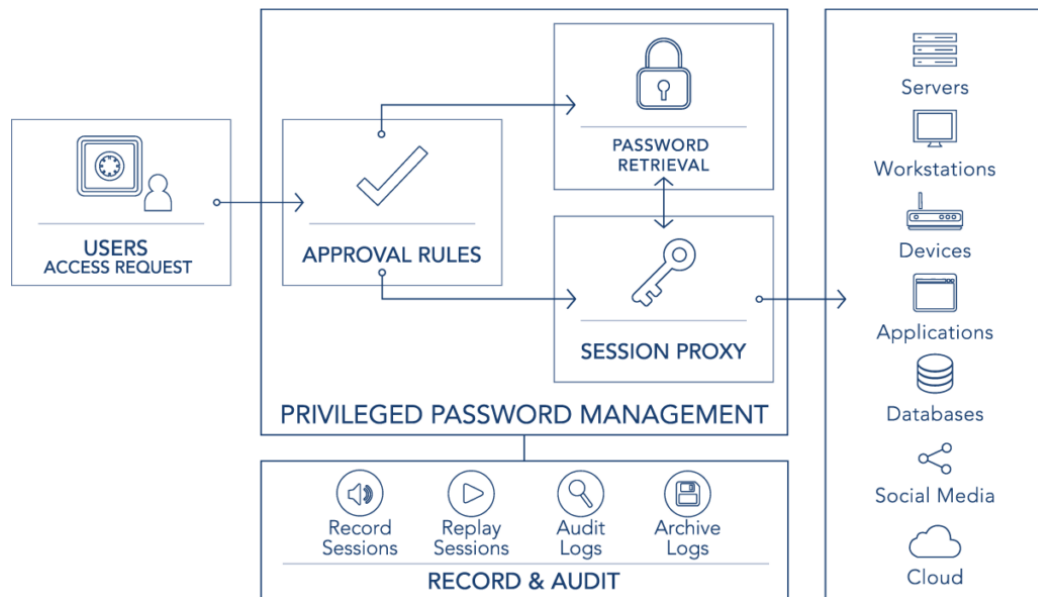 USERS
ACCESS REQUEST
APPROVAL RULES
PASSWORD
RETRIEVAL
SESSION PROXY
PRIVILEGED PASSWORD MANAGEMENT
Record
Sessions
Replay
Sessions
Audit
Logs
Archive
Logs
RECORD & AUDIT
Servers
Workstations
Devices
Applications
Databases
Social Media
Cloud